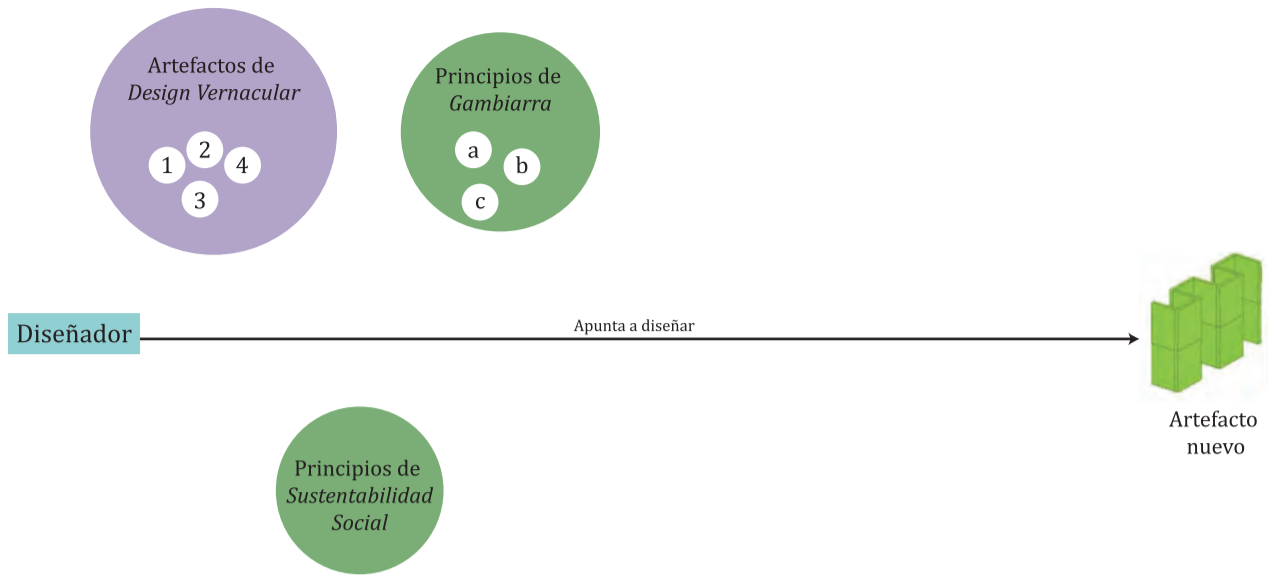 Artefactos de
Design Vernacular
1
2
4
3
Principios de
Gambiarra
a
b
c
Diseñador
Apunta a diseñar
Artefacto
nuevo
Principios de
Sustentabilidad
Social